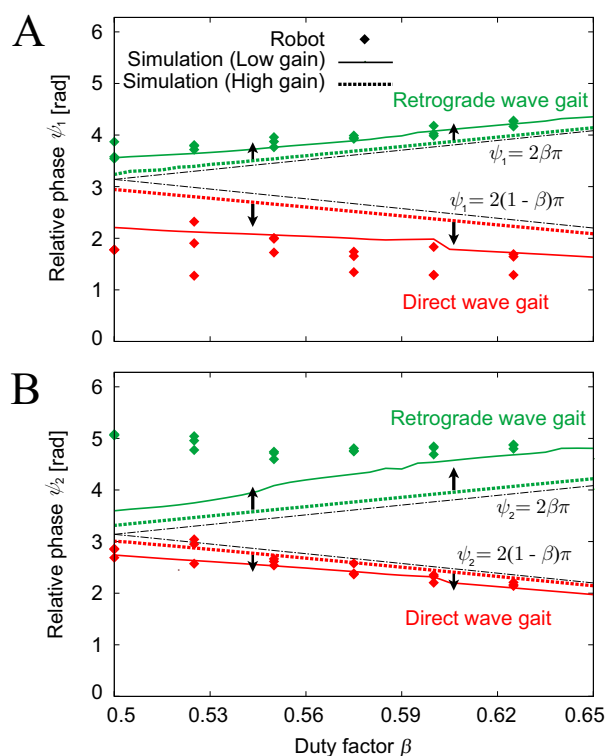 A
Relative phase ψ₁ [rad]
6
5
4
3
2
1
0
Robot
Simulation (Low gain)
Simulation (High gain)
Retrograde wave gait
ψ₁= 2βπ
ψ₁= 2(1 - β)π
Direct wave gait
B
Relative phase ψ₂ [rad]
6
5
4
3
2
1
0
Retrograde wave gait
ψ₂= 2βπ
ψ₂= 2(1 - β)π
Direct wave gait
0.5 0.53 0.56 0.59 0.62 0.65
Duty factor β